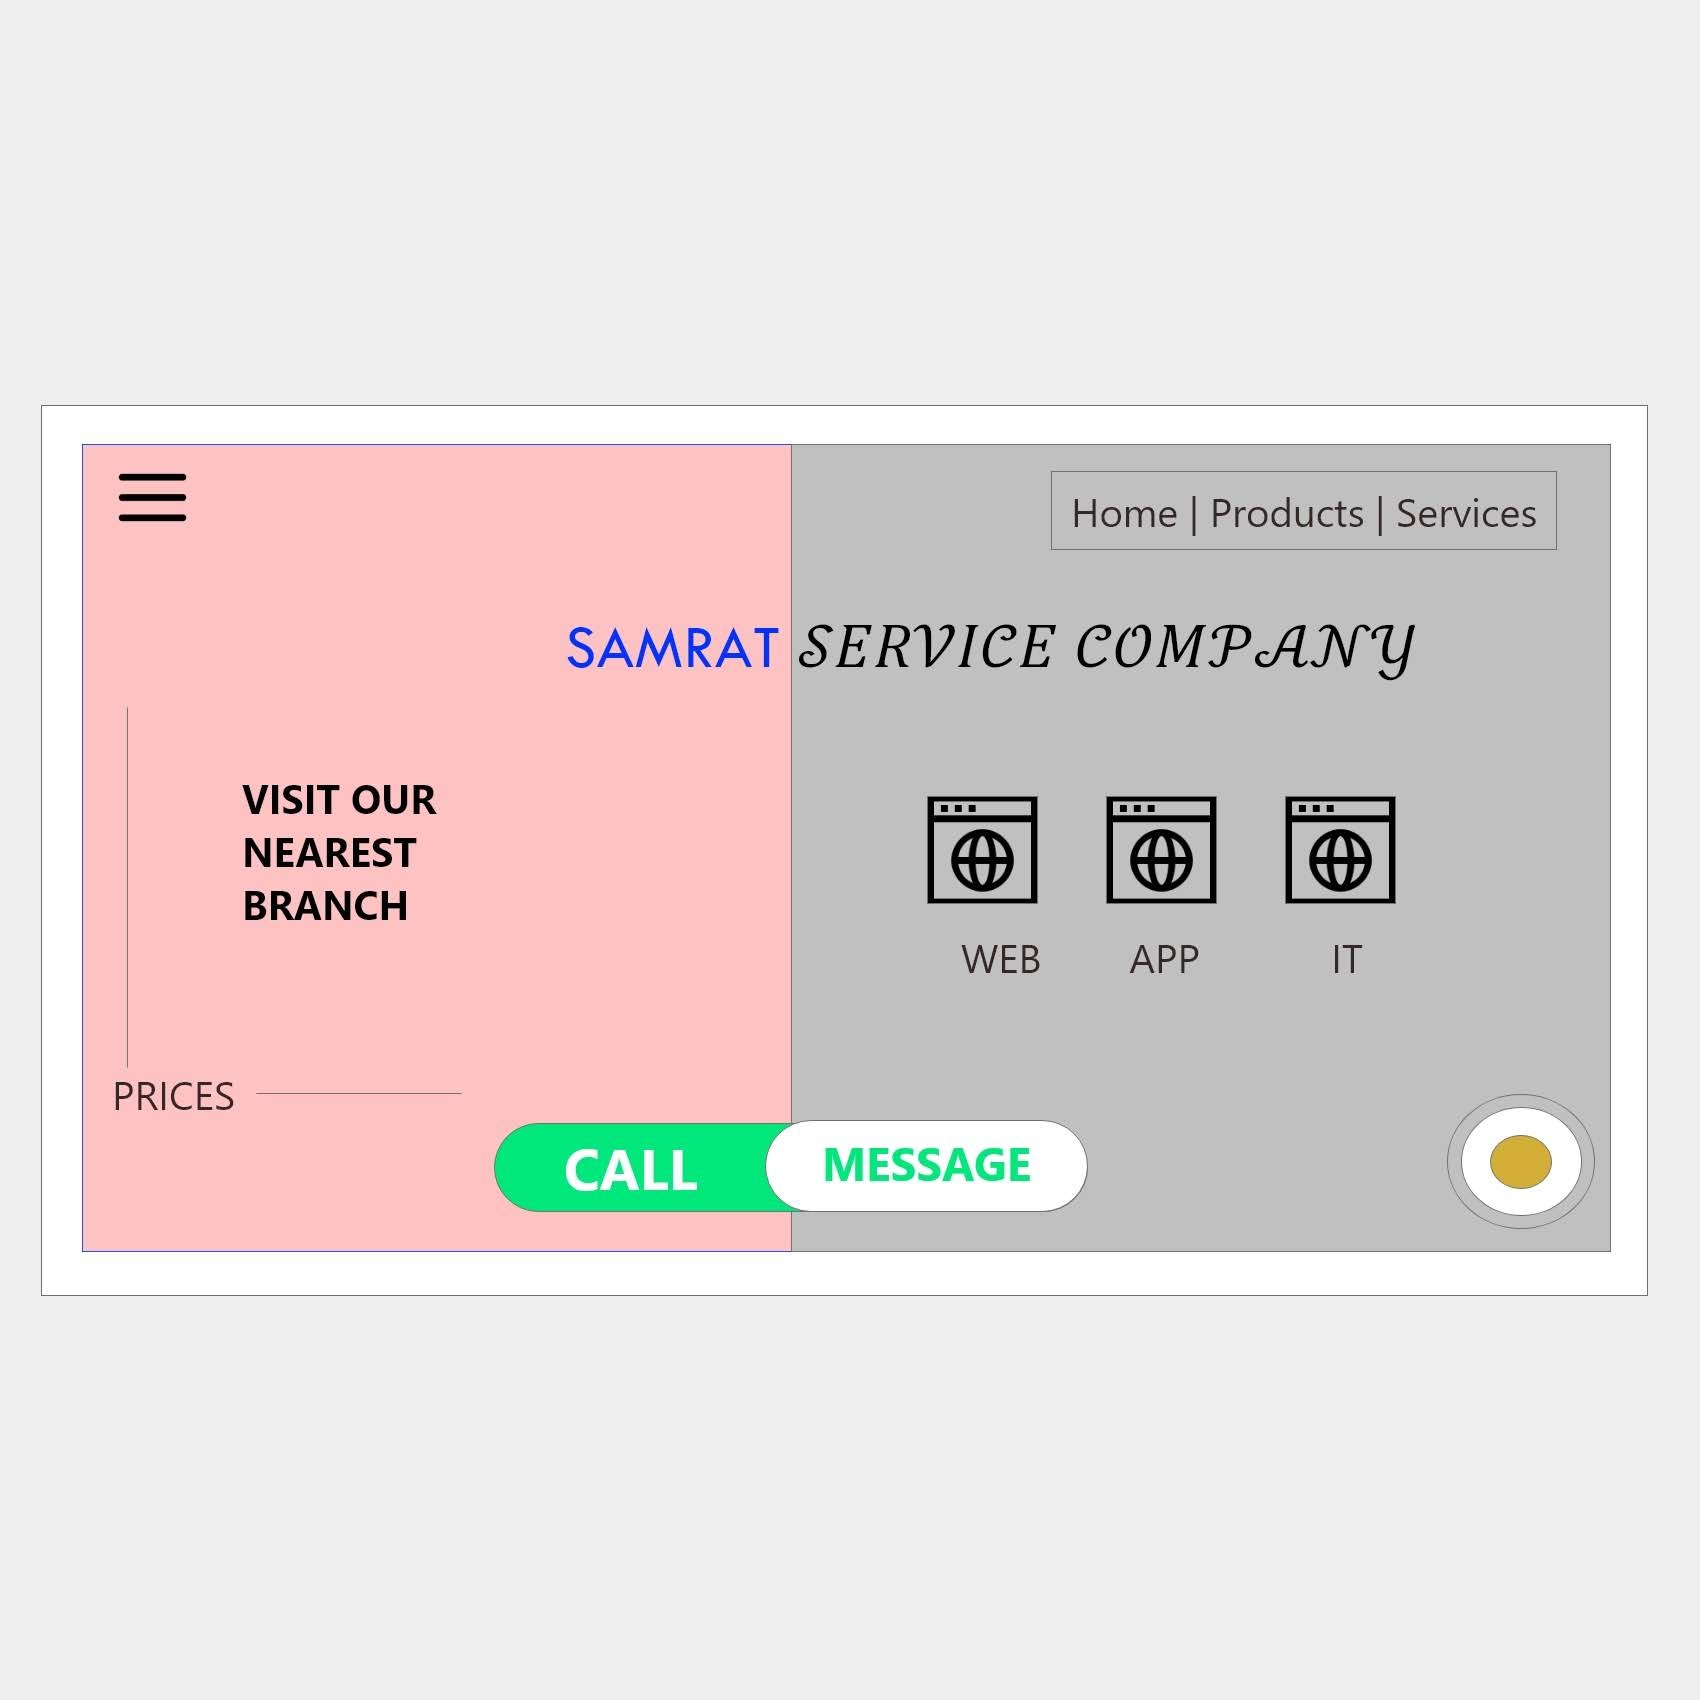 Home | Products | Services
SAMRAT SERVICE COMPANY
VISIT OUR
NEAREST
BRANCH
WEB APP IT
PRICES
CALL MESSAGE